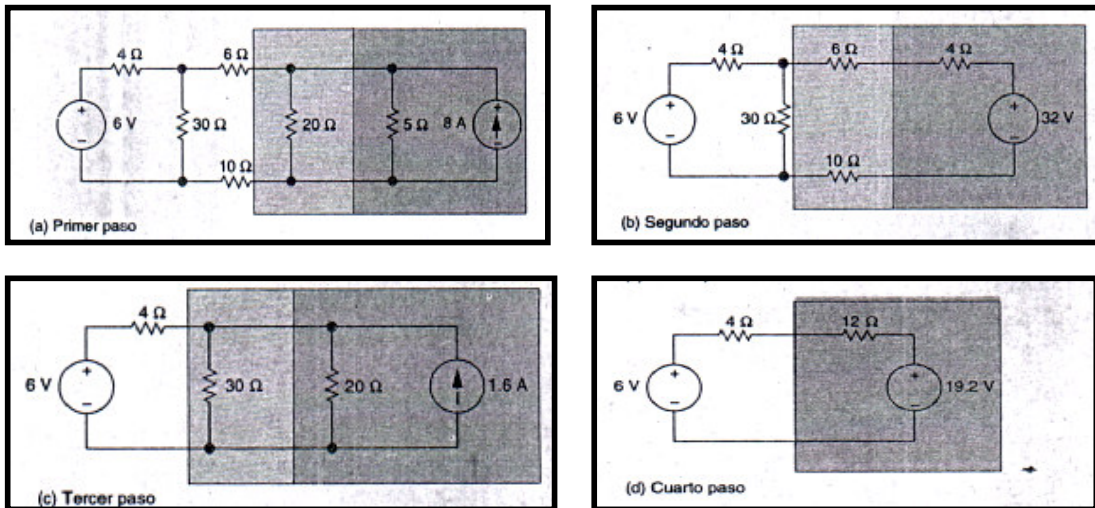 4 Ω
6 Ω
6 V
30 Ω
20 Ω
5 Ω
8 A
10 Ω
(a) Primer paso
4 Ω
6 Ω
4 Ω
6 V
30 Ω
32 V
10 Ω
(b) Segundo paso
4 Ω
6 V
30 Ω
20 Ω
1.6 A
(c) Tercer paso
4 Ω
12 Ω
6 V
19.2 V
(d) Cuarto paso